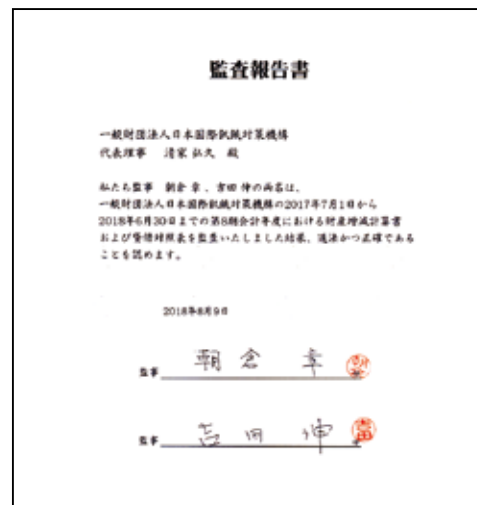 監査報告書
一般財団法人日本国際飢餓対策機構
代表理事 清家 弘久 殿
私たち監事 朝倉 幸、吉田 伸の両名は、
一般財団法人日本国際飢餓対策機構の2017年7月1日から
2018年6月30日までの第8期会計年度における財産増減計算書
および貸借対照表を監査いたしました結果、適法かつ正確である
ことを認めます。
2018年8月9日
監事 朝倉 幸
監事 吉田 伸